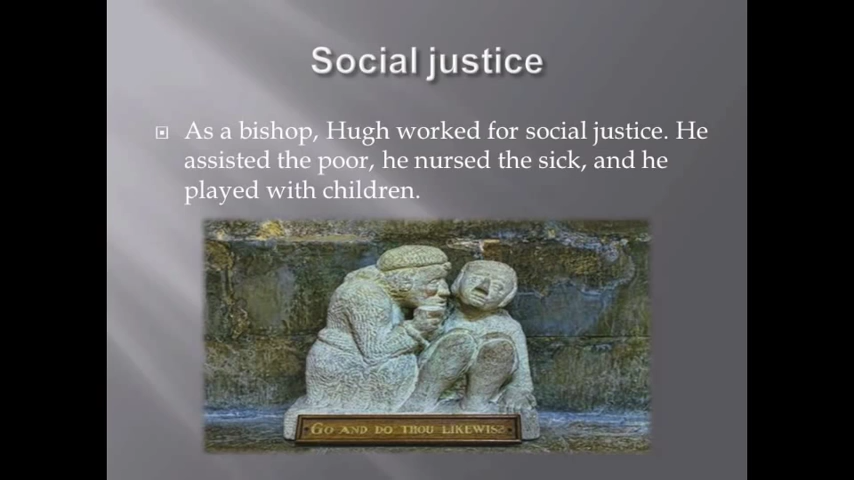 Social justice
As a bishop, Hugh worked for social justice. He
assisted the poor, he nursed the sick, and he
played with children.
GO AND DO THOU LIKEWISE